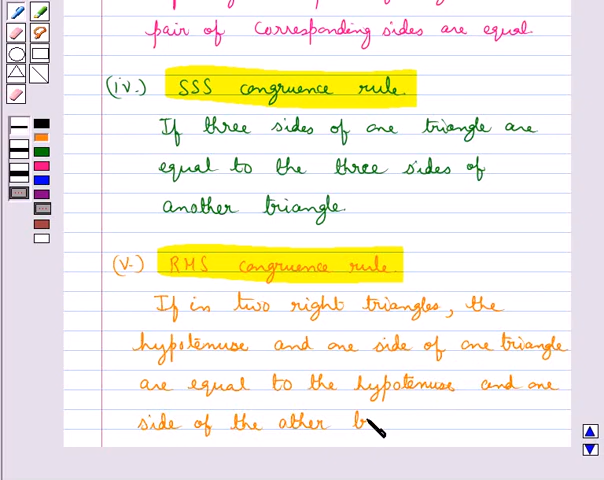 pair of corresponding sides are equal
(iv.) SSS congruence rule.
If three sides of one triangle are
equal to the three sides of
another triangle.
(v.) RHS congruence rule.
If in two right triangles, the
hypotenuse and one side of one triangle
are equal to the hypotenuse and one
side of the other